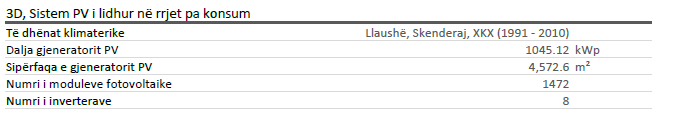 3D, Sistem PV i lidhur në rrjet pa konsum
Të dhënat klimaterike Llaushë, Skenderaj, XKX (1991 - 2010)
Dalja gjeneratorit PV 1045.12 kWp
Sipërfaqa e gjeneratorit PV 4,572.6 m²
Numri i moduleve fotovoltaike 1472
Numri i inverterave 8